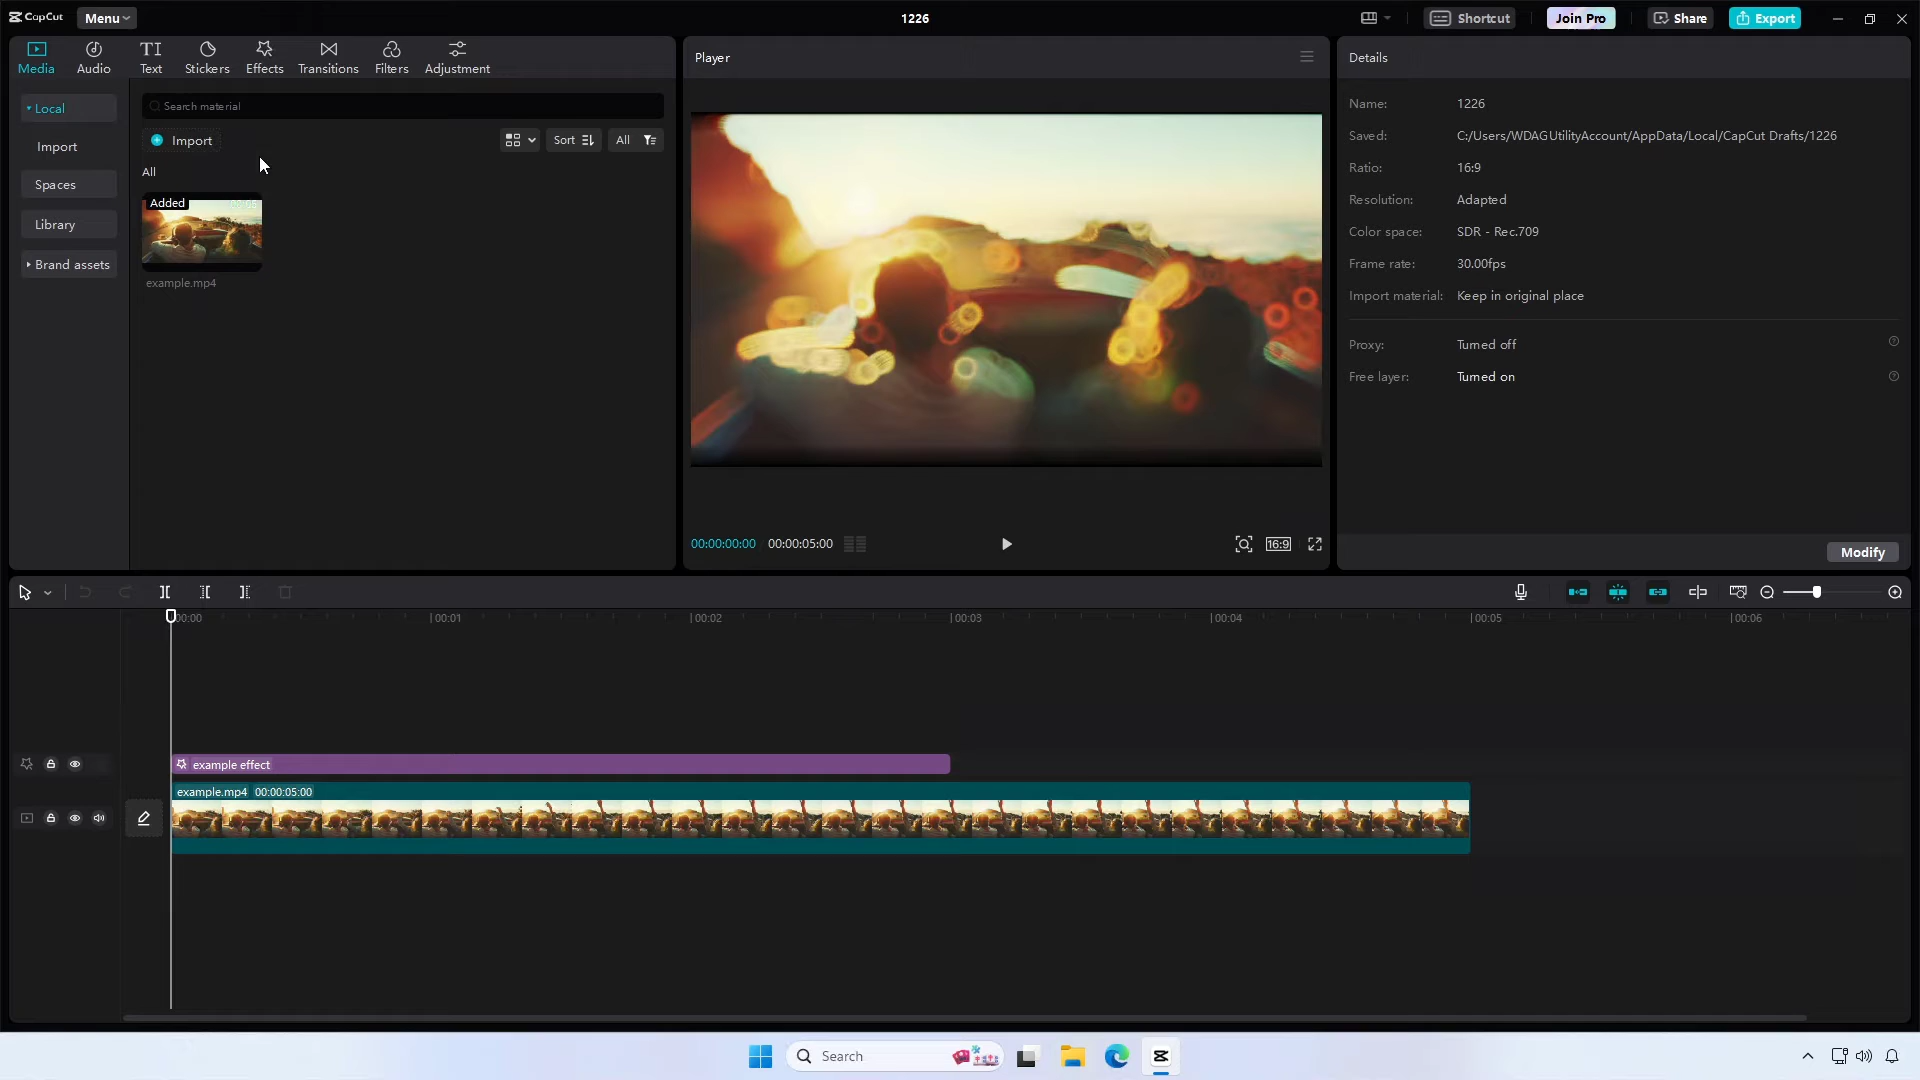 CapCut
Menu
1226
Shortcut
Join Pro
Share
Export
Media
Audio
Text
Stickers
Effects
Transitions
Filters
Adjustment
Local
Import
Spaces
Library
Brand assets
Search material
Import
Sort
All
All
Added
example.mp4
Player
00:00:00:00
00:00:05:00
16:9
Details
Name: 1226
Saved: C:/Users/WDAGUtilityAccount/AppData/Local/CapCut Drafts/1226
Ratio: 16:9
Resolution: Adapted
Color space: SDR - Rec.709
Frame rate: 30.00fps
Import material: Keep in original place
Proxy: Turned off
Free layer: Turned on
Modify
00:00
00:01
00:02
00:03
00:04
00:05
00:06
example effect
example.mp4 00:00:05:00
Search